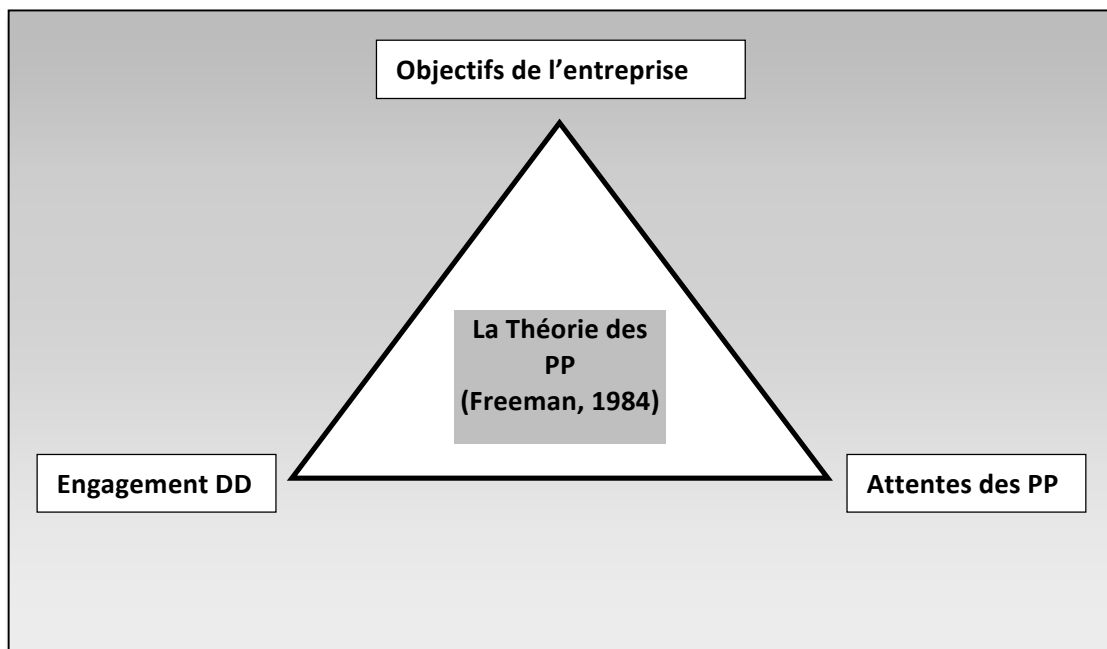 Objectifs de l’entreprise
La Théorie des
PP
(Freeman, 1984)
Engagement DD
Attentes des PP